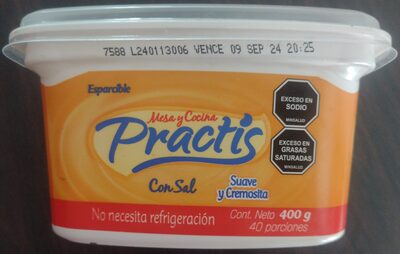 7588 L240113006 VENCE 09 SEP 24 20:25
Esparcible
Mesa y Cocina
Practis
Con Sal
Suave
y Cremosita
EXCESO EN
SODIO
MINSALUD
EXCESO EN
GRASAS
SATURADAS
MINSALUD
No necesita refrigeración
Cont. Neto 400 g
40 porciones